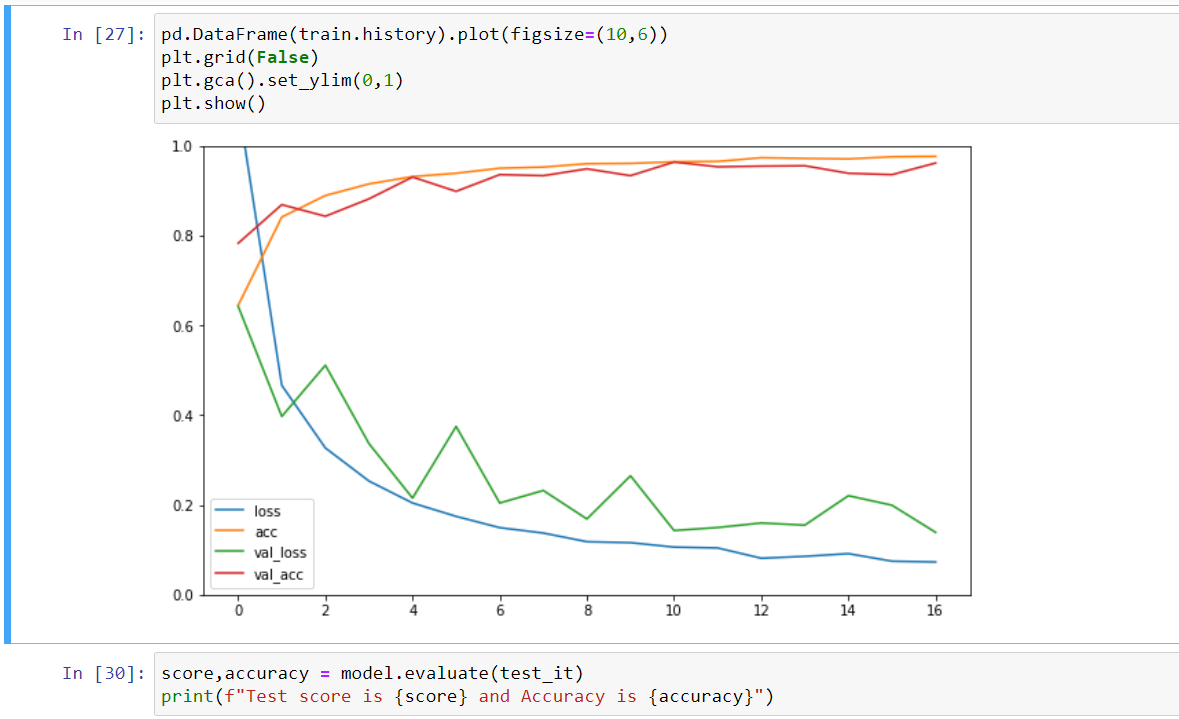 In [27]: pd.DataFrame(train.history).plot(figsize=(10,6))
plt.grid(False)
plt.gca().set_ylim(0,1)
plt.show()
1.0
0.8
0.6
0.4
0.2
0.0
loss
acc
val_loss
val_acc
0 2 4 6 8 10 12 14 16
In [30]: score,accuracy = model.evaluate(test_it)
print(f"Test score is {score} and Accuracy is {accuracy}")